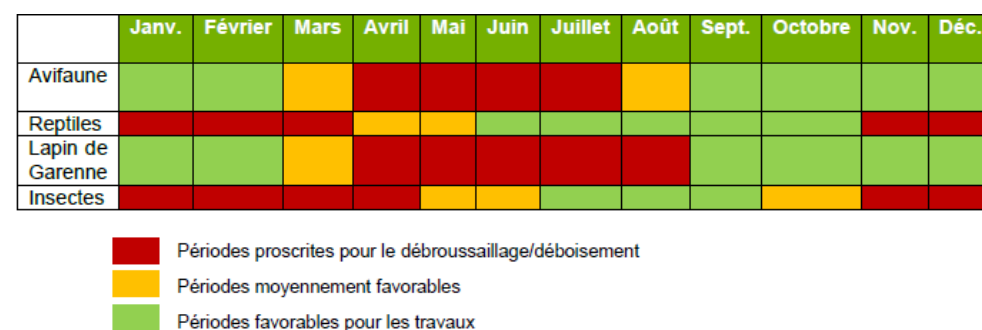 Janv. Février Mars Avril Mai Juin Juillet Août Sept. Octobre Nov. Déc.
Avifaune
Reptiles
Lapin de
Garenne
Insectes
Périodes proscrites pour le débroussaillage/déboisement
Périodes moyennement favorables
Périodes favorables pour les travaux